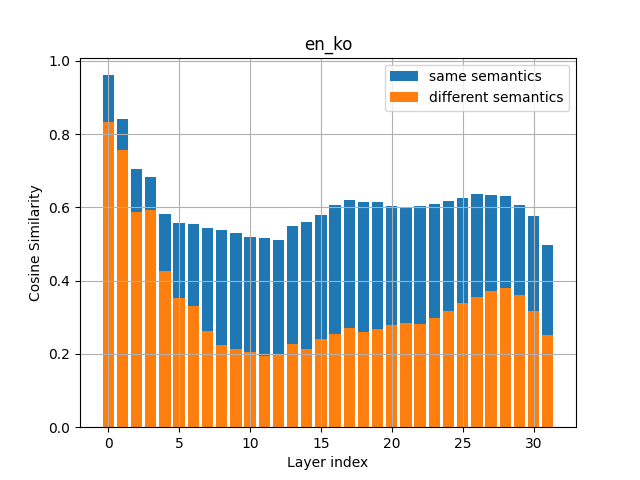 en_ko
same semantics
different semantics
1.0
0.8
0.6
0.4
0.2
0.0
Cosine Similarity
0 5 10 15 20 25 30
Layer index